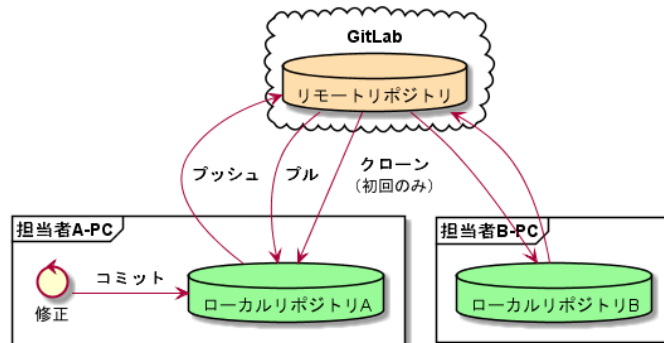 GitLab
リモートリポジトリ
プッシュ
プル
クローン
（初回のみ）
担当者A-PC
担当者B-PC
コミット
修正
ローカルリポジトリA
ローカルリポジトリB